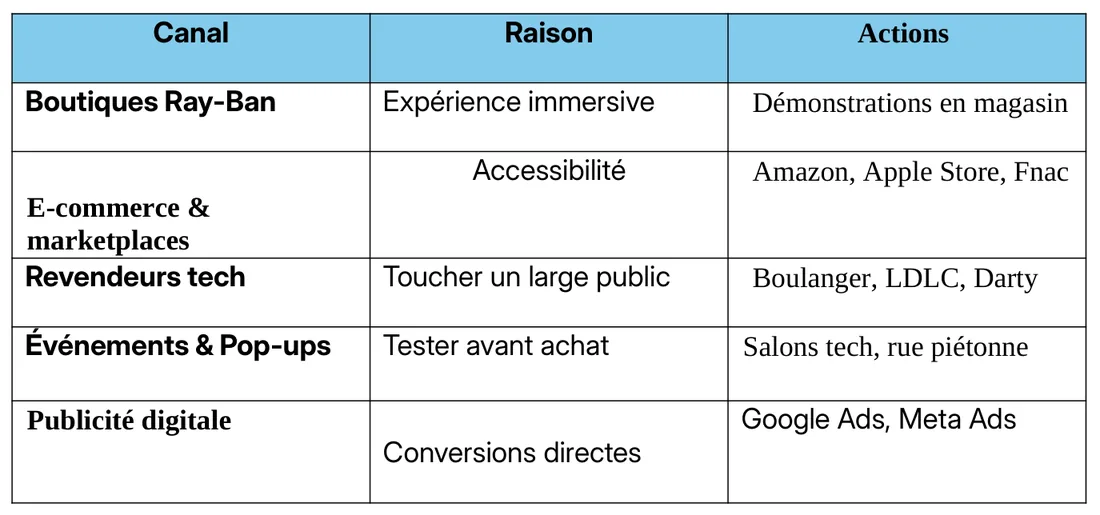 Canal Raison Actions
Boutiques Ray-Ban Expérience immersive Démonstrations en magasin
Accessibilité Amazon, Apple Store, Fnac
E-commerce &
marketplaces
Revendeurs tech Toucher un large public Boulanger, LDLC, Darty
Événements & Pop-ups Tester avant achat Salons tech, rue piétonne
Publicité digitale Google Ads, Meta Ads
Conversions directes